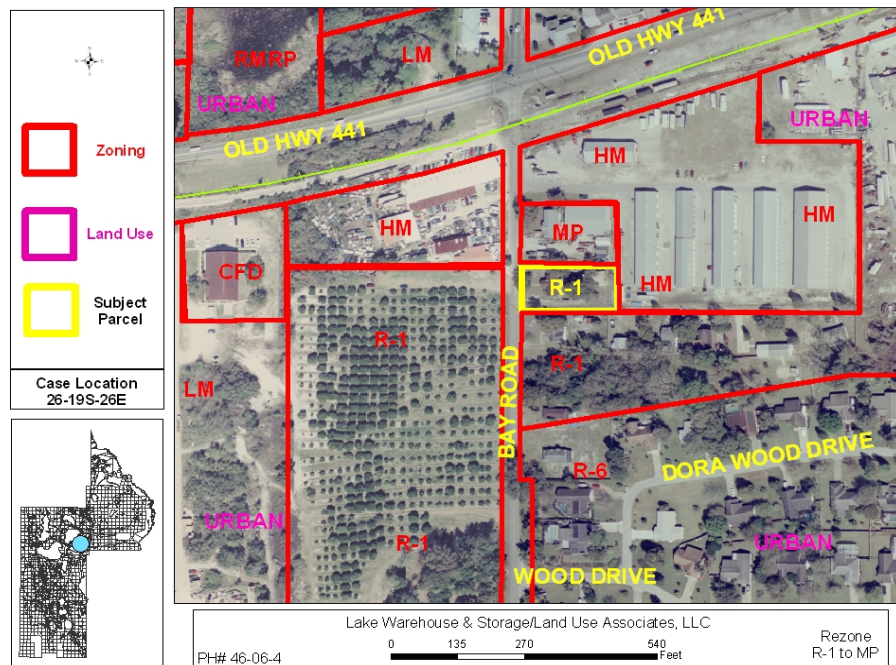 Zoning
Land Use
Subject
Parcel
Case Location
26-19S-26E
RMRP
LM
OLD HWY 441
URBAN
OLD HWY 441
URBAN
HM
HM
MP
HM
CFD
R-1
HM
R-1
R-1
LM
BAY ROAD
R-6
DORA WOOD DRIVE
URBAN
R-1
URBAN
WOOD DRIVE
Lake Warehouse & Storage/Land Use Associates, LLC
0 135 270 540
Feet
PH# 46-06-4
Rezone
R-1 to MP